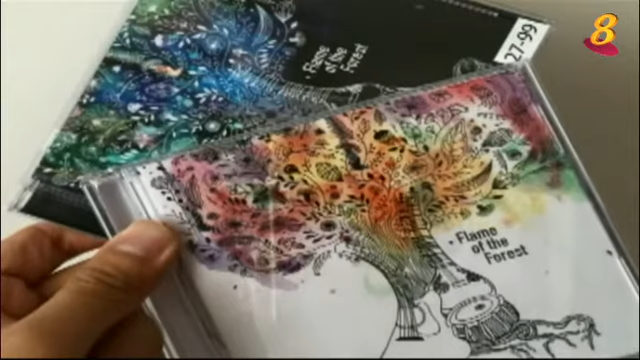 8
27-99
• Flame
of the
Forest
• Flame
of the
Forest